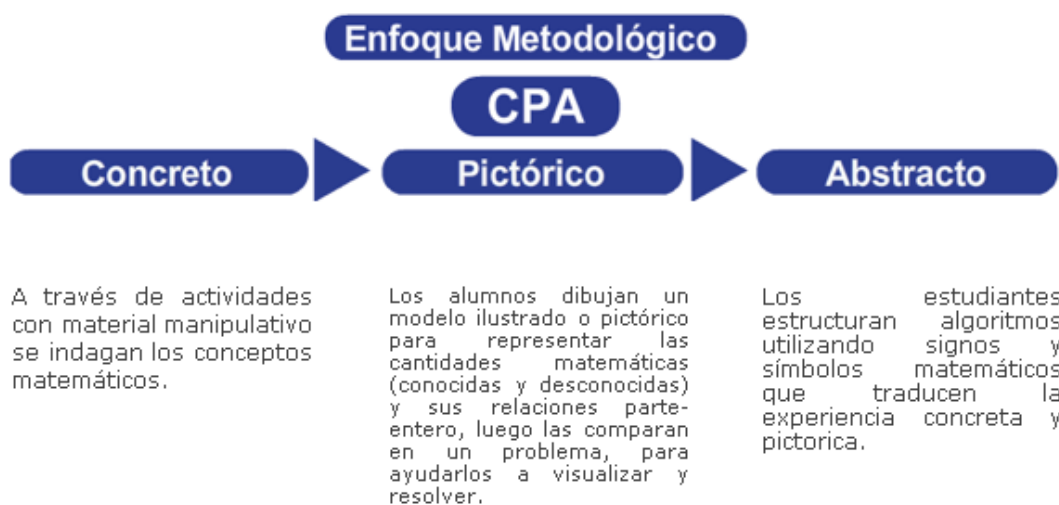 Enfoque Metodológico
CPA
Concreto
Pictórico
Abstracto
A través de actividades
con material manipulativo
se indagan los conceptos
matemáticos.
Los alumnos dibujan un
modelo ilustrado o pictórico
para representar las
cantidades matemáticas
(conocidas y desconocidas)
y sus relaciones parte-
entero, luego las comparan
en un problema, para
ayudarlos a visualizar y
resolver.
Los estudiantes
estructuran algoritmos
utilizando signos y
símbolos matemáticos
que traducen la
experiencia concreta y
pictorica.